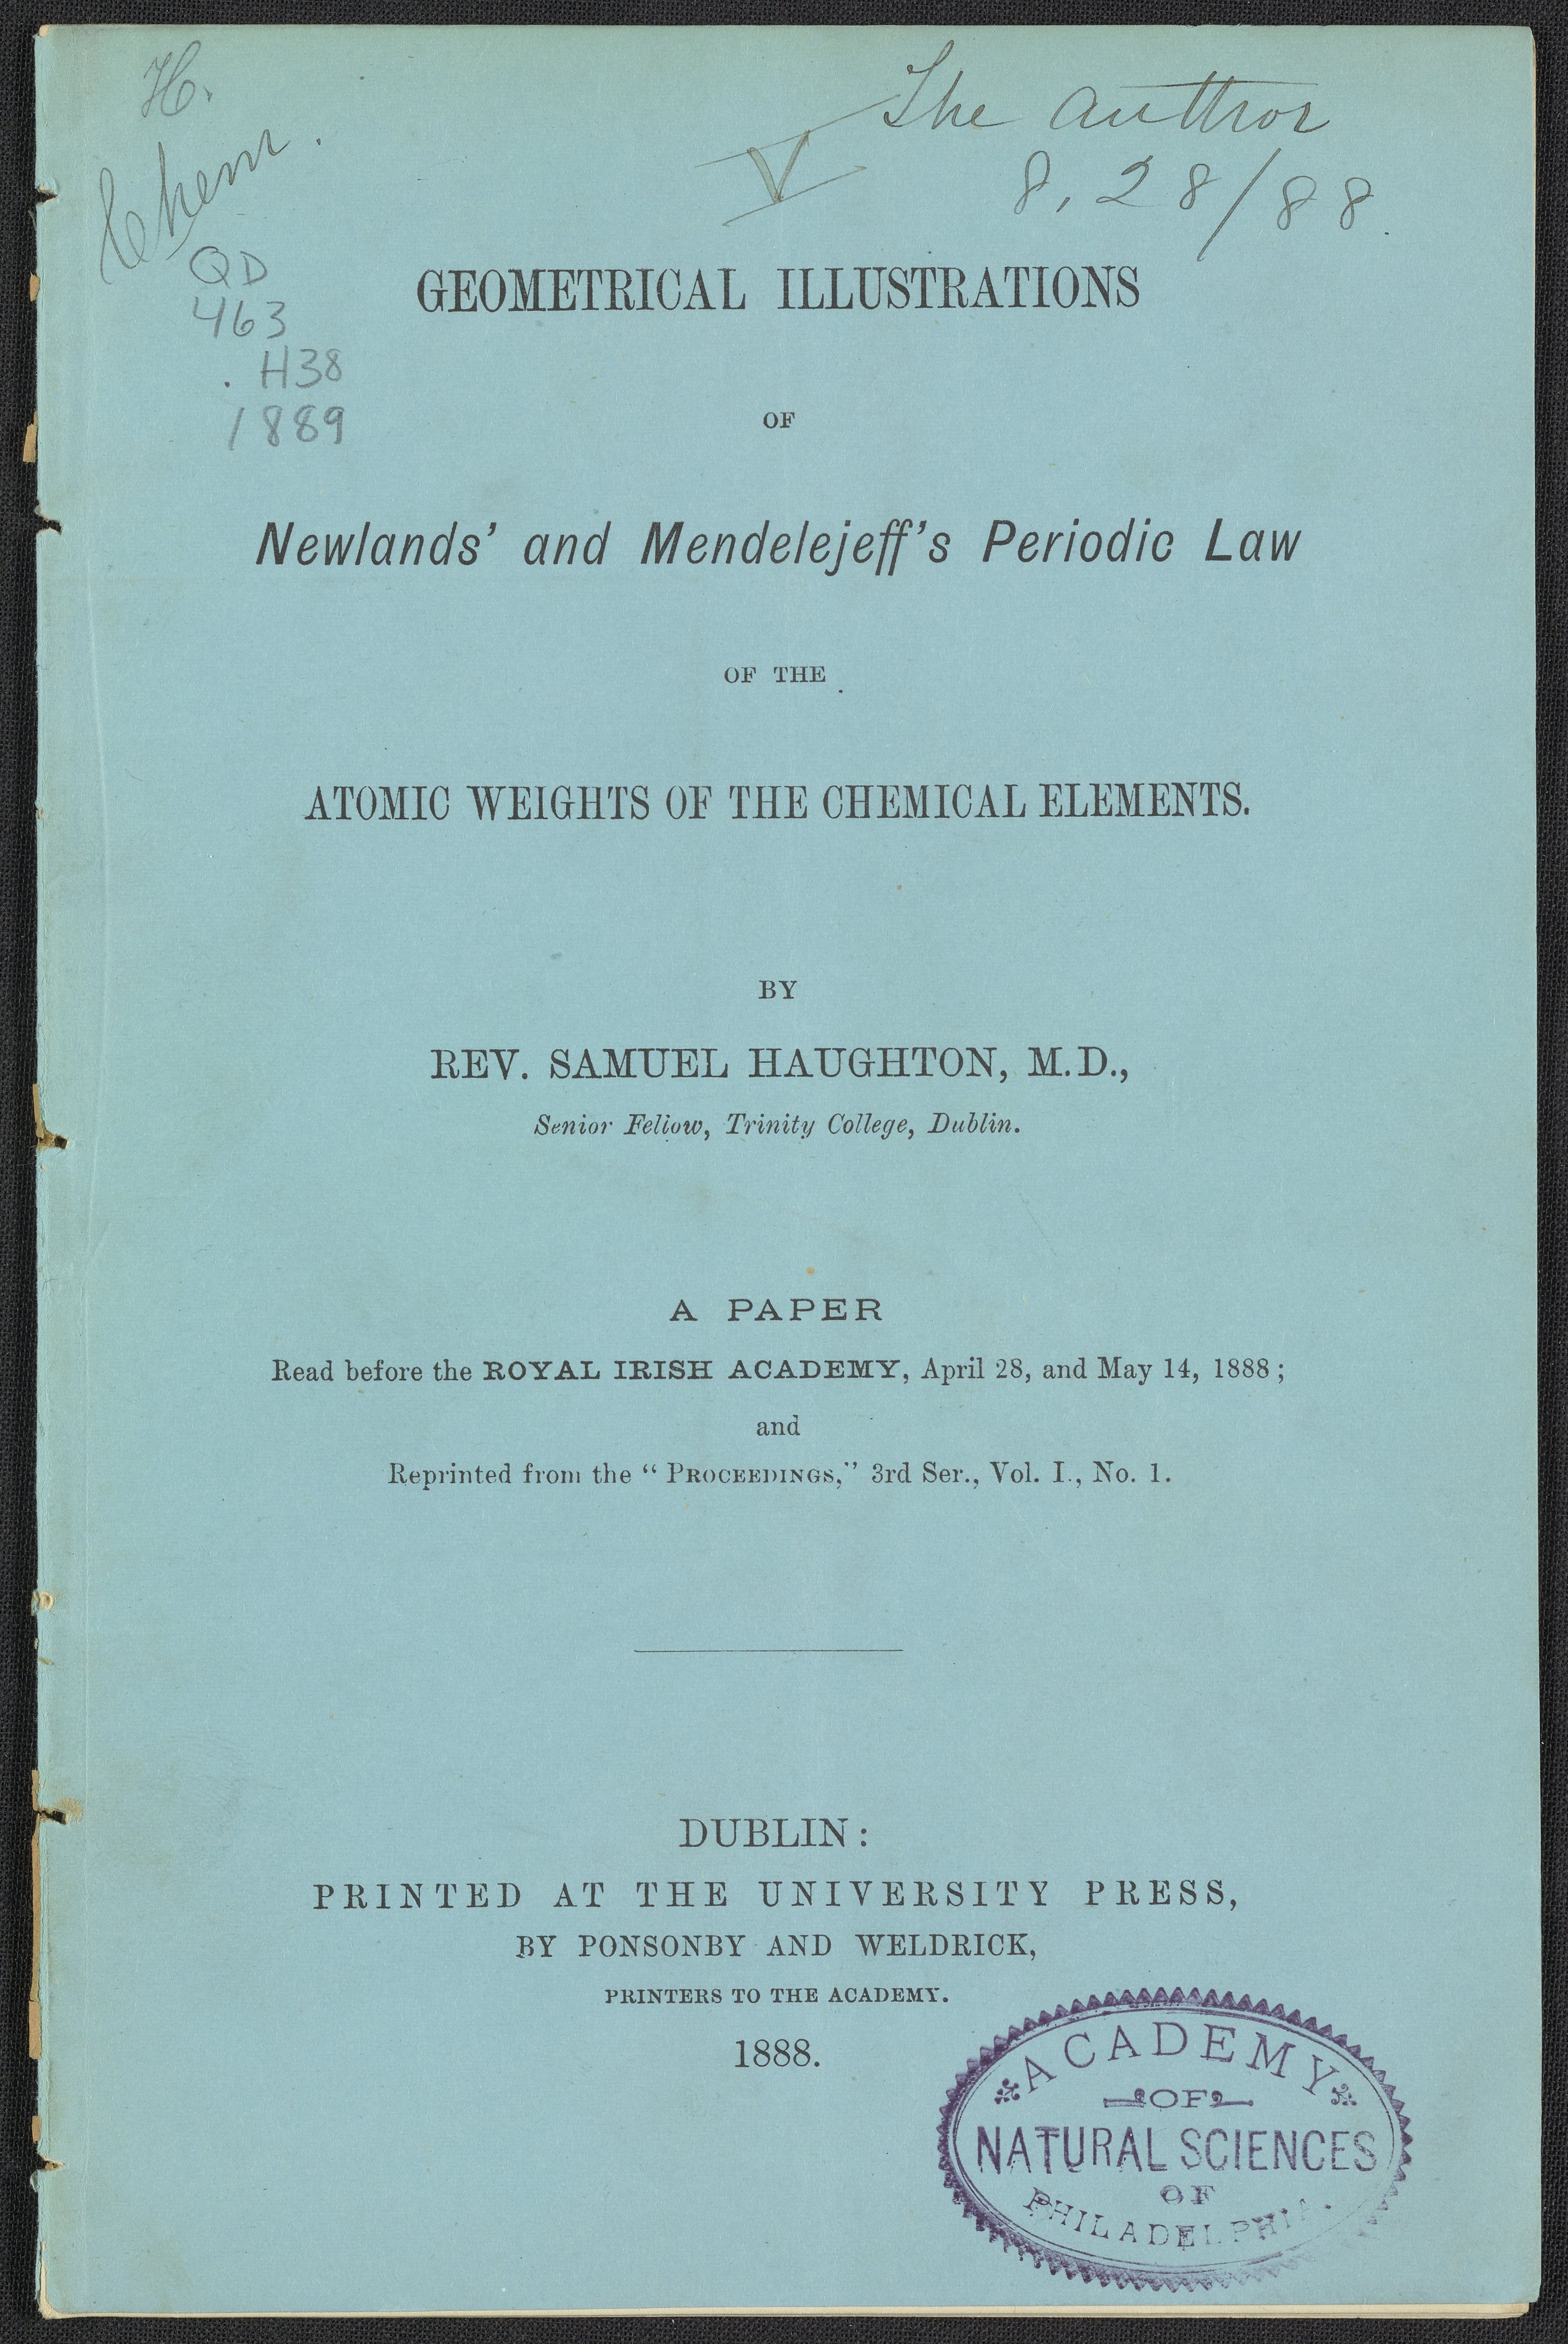 H.
Chem.
QD
463
. H38
1889
The author
V
8, 28/88.
GEOMETRICAL ILLUSTRATIONS
OF
Newlands' and Mendelejeff's Periodic Law
OF THE
ATOMIC WEIGHTS OF THE CHEMICAL ELEMENTS.
BY
REV. SAMUEL HAUGHTON, M.D.,
Senior Fellow, Trinity College, Dublin.
A PAPER
Read before the ROYAL IRISH ACADEMY, April 28, and May 14, 1888;
and
Reprinted from the “PROCEEDINGS,” 3rd Ser., Vol. I., No. 1.
DUBLIN:
PRINTED AT THE UNIVERSITY PRESS,
BY PONSONBY AND WELDRICK,
PRINTERS TO THE ACADEMY.
1888.
ACADEMY
OF
NATURAL SCIENCES
OF
PHILADELPHIA.